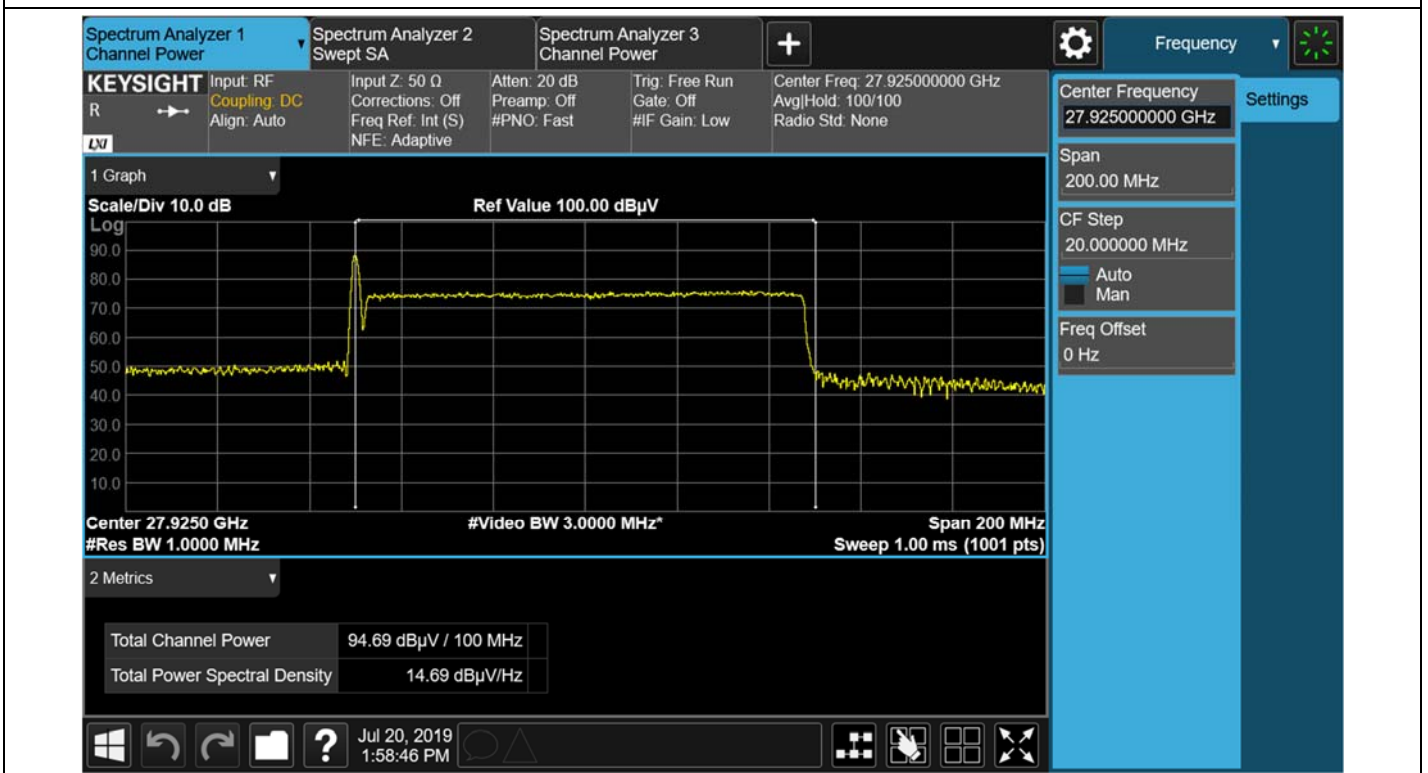 Spectrum Analyzer 1
Channel Power
Spectrum Analyzer 2
Swept SA
Spectrum Analyzer 3
Channel Power
Frequency
KEYSIGHT
R
LXI
Input: RF
Coupling: DC
Align: Auto
Input Z: 50 Ω
Corrections: Off
Freq Ref: Int (S)
NFE: Adaptive
Atten: 20 dB
Preamp: Off
#PNO: Fast
Trig: Free Run
Gate: Off
#IF Gain: Low
Center Freq: 27.925000000 GHz
Avg|Hold: 100/100
Radio Std: None
Center Frequency
27.925000000 GHz
Settings
Span
200.00 MHz
CF Step
20.000000 MHz
Auto
Man
Freq Offset
0 Hz
1 Graph
Scale/Div 10.0 dB
Ref Value 100.00 dBµV
Log
90.0
80.0
70.0
60.0
50.0
40.0
30.0
20.0
10.0
Center 27.9250 GHz
#Video BW 3.0000 MHz*
Span 200 MHz
#Res BW 1.0000 MHz
Sweep 1.00 ms (1001 pts)
2 Metrics
Total Channel Power 94.69 dBµV / 100 MHz
Total Power Spectral Density 14.69 dBµV/Hz
?
Jul 20, 2019
1:58:46 PM